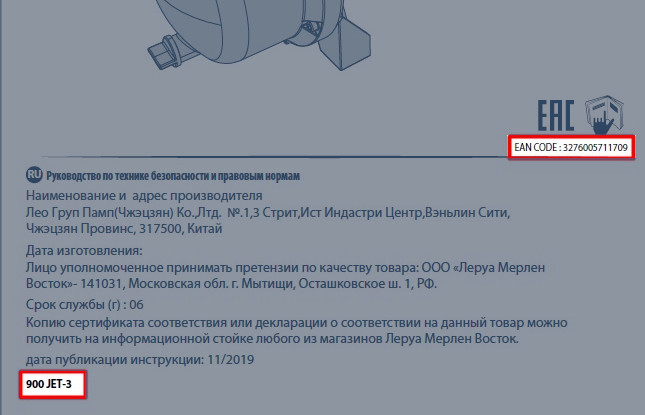 EAC
EAN CODE : 3276005711709
RU Руководство по технике безопасности и правовым нормам
Наименование и адрес производителя
Лео Груп Памп(Чжэцзян) Ко.,Лтд. №.1,3 Стрит,Ист Индастри Центр,Вэньлин Сити,
Чжэцзян Провинс, 317500, Китай
Дата изготовления:
Лицо уполномоченное принимать претензии по качеству товара: ООО «Леруа Мерлен
Восток»- 141031, Московская обл. г. Мытищи, Осташковское ш. 1, РФ.
Срок службы (г) : 06
Копию сертификата соответствия или декларации о соответствии на данный товар можно
получить на информационной стойке любого из магазинов Леруа Мерлен Восток.
дата публикации инструкции: 11/2019
900 JET-3